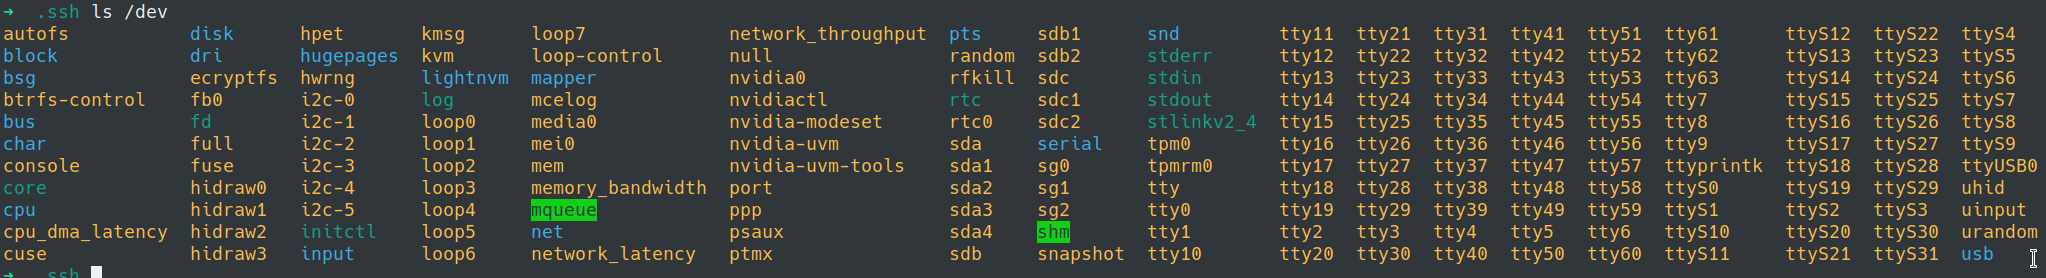 →  .ssh ls /dev
autofs disk hpet kmsg loop7 network_throughput pts sdb1 snd tty11 tty21 tty31 tty41 tty51 tty61 ttyS12 ttyS22 ttyS4
block dri hugepages kvm loop-control null random sdb2 stderr tty12 tty22 tty32 tty42 tty52 tty62 ttyS13 ttyS23 ttyS5
bsg ecryptfs hwrng lightnvm mapper nvidia0 rfkill sdc stdin tty13 tty23 tty33 tty43 tty53 tty63 ttyS14 ttyS24 ttyS6
btrfs-control fb0 i2c-0 log mcelog nvidiactl rtc sdc1 stdout tty14 tty24 tty34 tty44 tty54 tty7 ttyS15 ttyS25 ttyS7
bus fd i2c-1 loop0 media0 nvidia-modeset rtc0 sdc2 stlinkv2_4 tty15 tty25 tty35 tty45 tty55 tty8 ttyS16 ttyS26 ttyS8
char full i2c-2 loop1 mei0 nvidia-uvm sda serial tpm0 tty16 tty26 tty36 tty46 tty56 tty9 ttyS17 ttyS27 ttyS9
console fuse i2c-3 loop2 mem nvidia-uvm-tools sda1 sg0 tpmrm0 tty17 tty27 tty37 tty47 tty57 ttyprintk ttyS18 ttyS28 ttyUSB0
core hidraw0 i2c-4 loop3 memory_bandwidth port sda2 sg1 tty tty18 tty28 tty38 tty48 tty58 ttyS0 ttyS19 ttyS29 uhid
cpu hidraw1 i2c-5 loop4 mqueue ppp sda3 sg2 tty0 tty19 tty29 tty39 tty49 tty59 ttyS1 ttyS2 ttyS3 uinput
cpu_dma_latency hidraw2 initctl loop5 net psaux sda4 shm tty1 tty2 tty3 tty4 tty5 tty6 ttyS10 ttyS20 ttyS30 urandom
cuse hidraw3 input loop6 network_latency ptmx sdb snapshot tty10 tty20 tty30 tty40 tty50 tty60 ttyS11 ttyS21 ttyS31 usb
→  .ssh